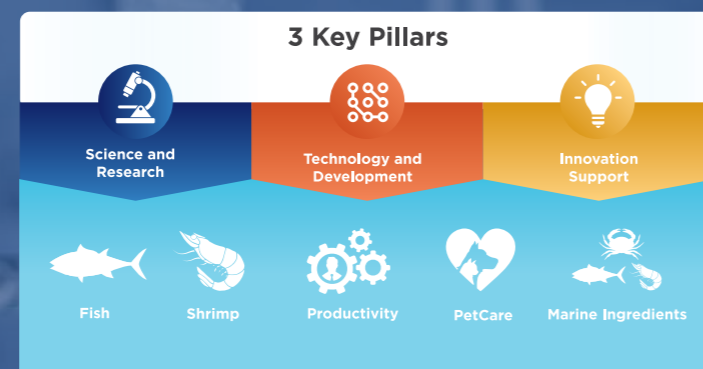 3 Key Pillars
Science and
Research
Technology and
Development
Innovation
Support
Fish
Shrimp
Productivity
PetCare
Marine Ingredients